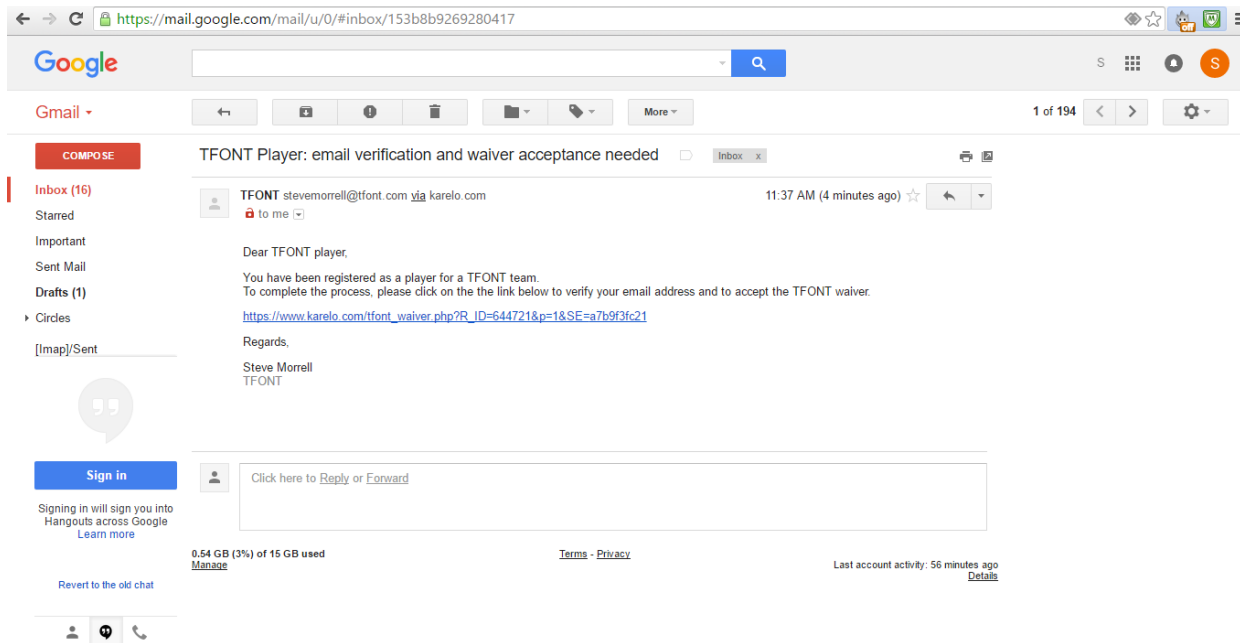 https://mail.google.com/mail/u/0/#inbox/153b8b9269280417
off
Google
S
S
Gmail
More
1 of 194
COMPOSE
TFONT Player: email verification and waiver acceptance needed
Inbox x
Inbox (16)
TFONT stevemorrell@tfont.com via karelo.com
11:37 AM (4 minutes ago)
Starred
to me
Important
Dear TFONT player,
Sent Mail
You have been registered as a player for a TFONT team.
Drafts (1)
To complete the process, please click on the the link below to verify your email address and to accept the TFONT waiver.
Circles
https://www.karelo.com/tfont_waiver.php?R_ID=644721&p=1&SE=a7b9f3fc21
Regards,
[Imap]/Sent
Steve Morrell
TFONT
Sign in
Click here to Reply or Forward
Signing in will sign you into
Hangouts across Google
Learn more
0.54 GB (3%) of 15 GB used
Manage
Terms - Privacy
Last account activity: 56 minutes ago
Details
Revert to the old chat